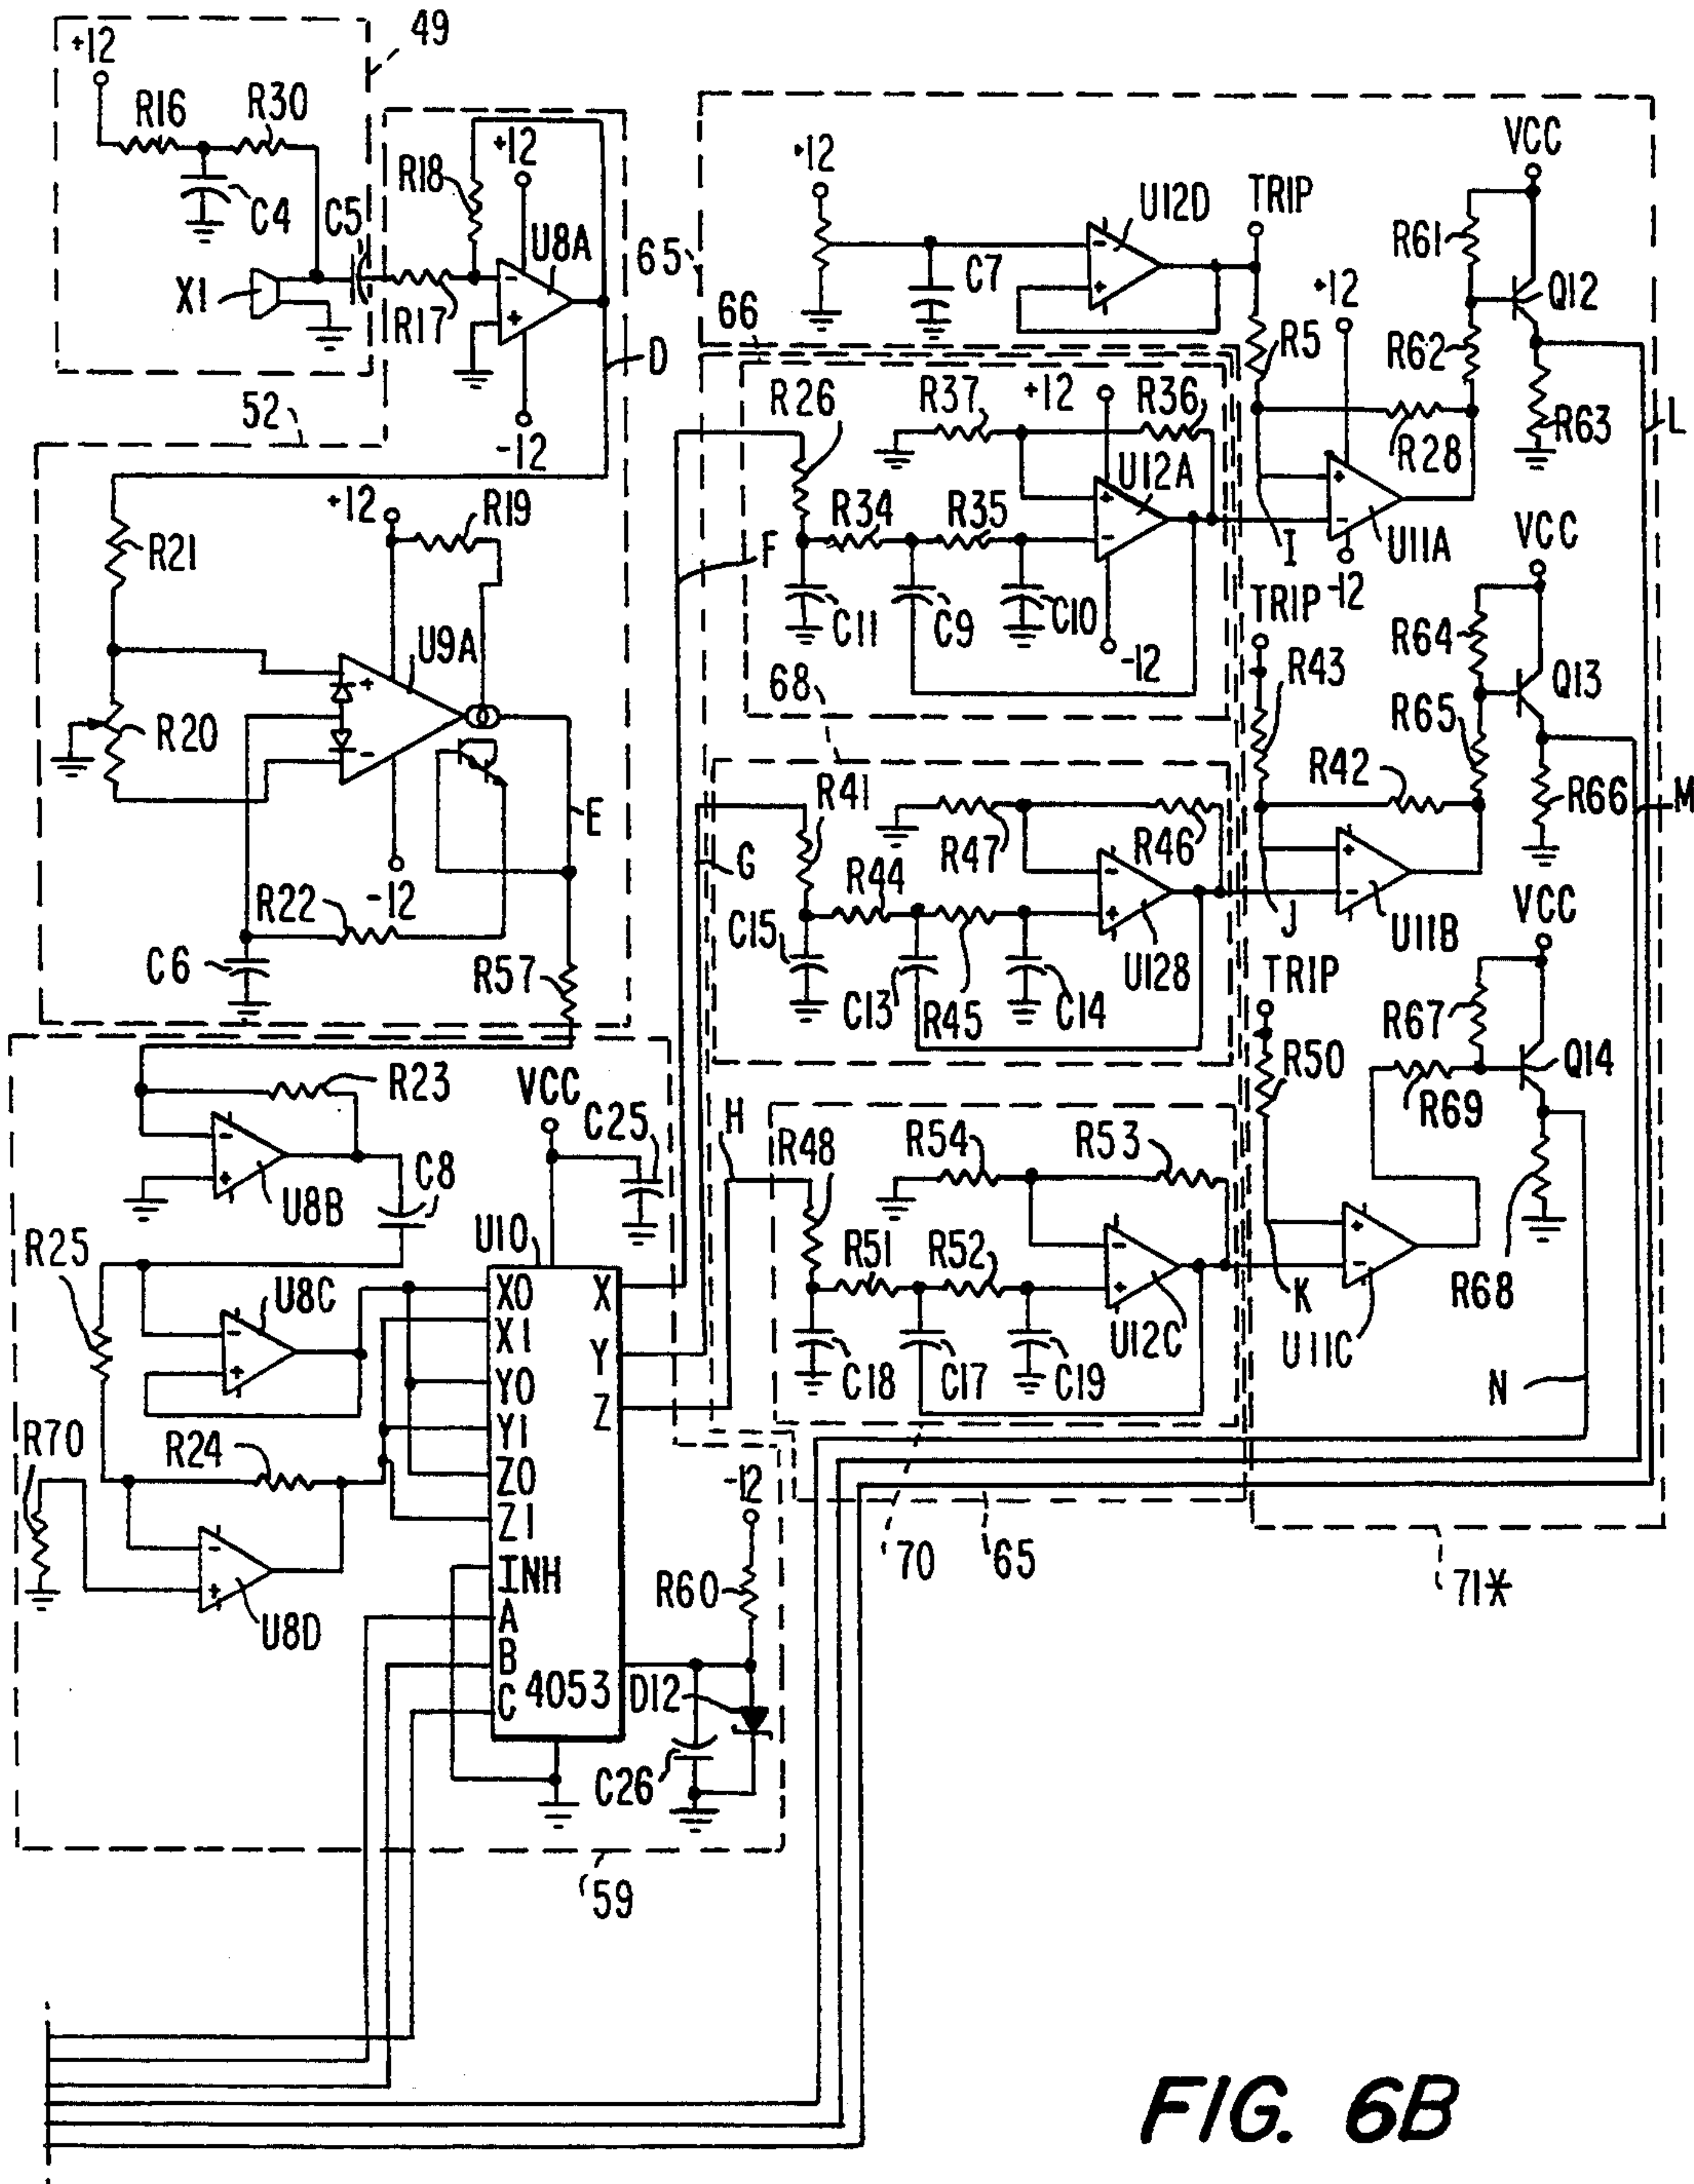 49
+12
R16
R30
C4
C5
X1
R17
R18
+12
U8A
-12
D
52
R21
+12
R19
U9A
R20
E
-12
R22
C6
R57
65
+12
C7
U12D
TRIP
R5
VCC
R61
Q12
+12
R62
R63
L
R28
U11A
-12
I
66
R26
R37
+12
R36
U12A
R34
R35
F
C11
C9
C10
-12
TRIP
R43
VCC
R64
Q13
R65
R42
R66
M
U11B
J
68
R41
R47
R46
G
R44
C15
U128
C13
R45
C14
TRIP
R50
VCC
R67
Q14
R69
R68
K
U11C
N
H
R48
R54
R53
R51
R52
U12C
C18
C17
C19
R23
VCC
C25
U8B
C8
U10
R25
U8C
X0
X1
Y0
Y1
Z0
Z1
INH
A
B
C
X
Y
Z
4053
R70
R24
U8D
-12
R60
D12
C26
59
70
65
71*
FIG. 6B